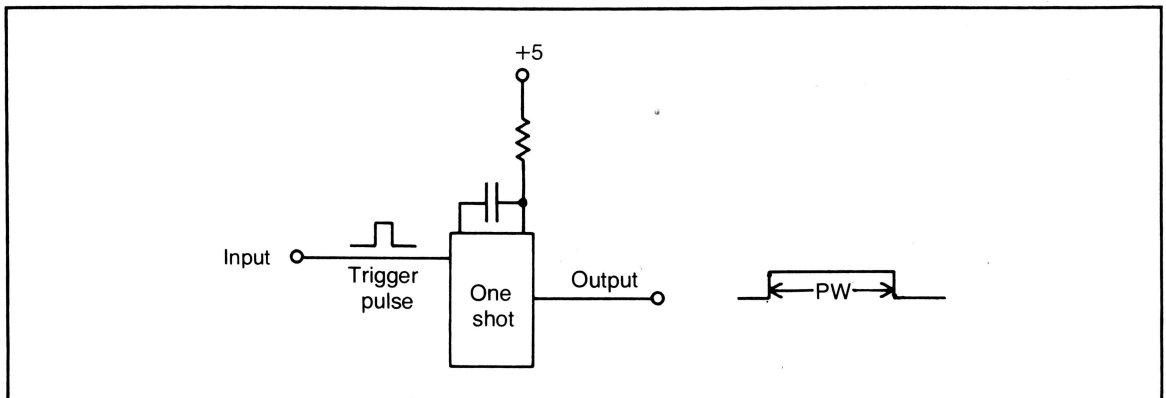 +5
Input
Trigger
pulse
One
shot
Output
PW